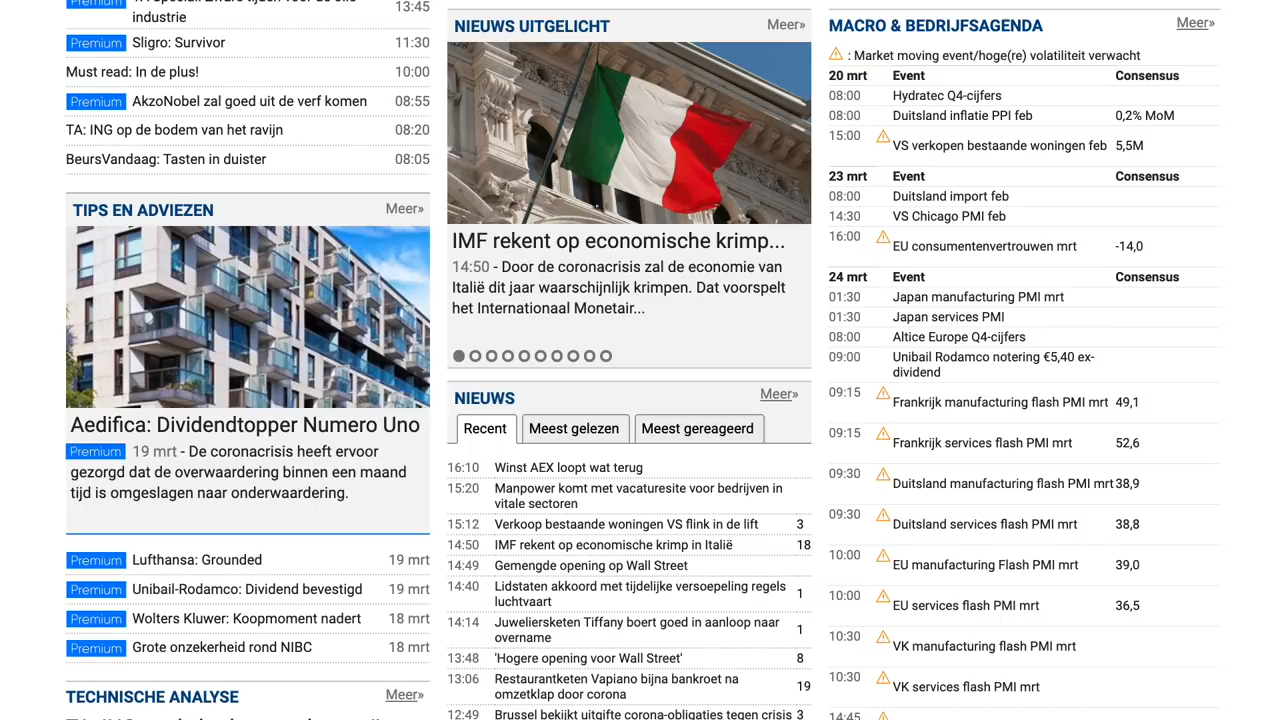 industrie
13:45
Premium Sligro: Survivor 11:30
Must read: In de plus! 10:00
Premium AkzoNobel zal goed uit de verf komen 08:55
TA: ING op de bodem van het ravijn 08:20
BeursVandaag: Tasten in duister 08:05
TIPS EN ADVIEZEN Meer»
Aedifica: Dividendtopper Numero Uno
Premium 19 mrt - De coronacrisis heeft ervoor
gezorgd dat de overwaardering binnen een maand
tijd is omgeslagen naar onderwaardering.
Premium Lufthansa: Grounded 19 mrt
Premium Unibail-Rodamco: Dividend bevestigd 19 mrt
Premium Wolters Kluwer: Koopmoment nadert 18 mrt
Premium Grote onzekerheid rond NIBC 18 mrt
TECHNISCHE ANALYSE Meer»
NIEUWS UITGELICHT Meer»
IMF rekent op economische krimp...
14:50 - Door de coronacrisis zal de economie van
Italië dit jaar waarschijnlijk krimpen. Dat voorspelt
het Internationaal Monetair...
NIEUWS Meer»
Recent Meest gelezen Meest gereageerd
16:10 Winst AEX loopt wat terug
15:20 Manpower komt met vacaturesite voor bedrijven in
vitale sectoren
15:12 Verkoop bestaande woningen VS flink in de lift 3
14:50 IMF rekent op economische krimp in Italië 18
14:49 Gemengde opening op Wall Street
14:40 Lidstaten akkoord met tijdelijke versoepeling regels
luchtvaart 1
14:14 Juweliersketen Tiffany boert goed in aanloop naar
overname 1
13:48 'Hogere opening voor Wall Street' 8
13:06 Restaurantketen Vapiano bijna bankroet na
omzetklap door corona 19
12:49 Brussel bekijkt uitgifte corona-obligaties tegen crisis 3
MACRO & BEDRIJFSAGENDA Meer»
: Market moving event/hoge(re) volatiliteit verwacht
20 mrt Event Consensus
08:00 Hydratec Q4-cijfers
08:00 Duitsland inflatie PPI feb 0,2% MoM
15:00 VS verkopen bestaande woningen feb 5,5M
23 mrt Event Consensus
08:00 Duitsland import feb
14:30 VS Chicago PMI feb
16:00 EU consumentenvertrouwen mrt -14,0
24 mrt Event Consensus
01:30 Japan manufacturing PMI mrt
01:30 Japan services PMI
08:00 Altice Europe Q4-cijfers
09:00 Unibail Rodamco notering €5,40 ex-
dividend
09:15 Frankrijk manufacturing flash PMI mrt 49,1
09:15 Frankrijk services flash PMI mrt 52,6
09:30 Duitsland manufacturing flash PMI mrt 38,9
09:30 Duitsland services flash PMI mrt 38,8
10:00 EU manufacturing Flash PMI mrt 39,0
10:00 EU services flash PMI mrt 36,5
10:30 VK manufacturing flash PMI mrt
10:30 VK services flash PMI mrt
14:45